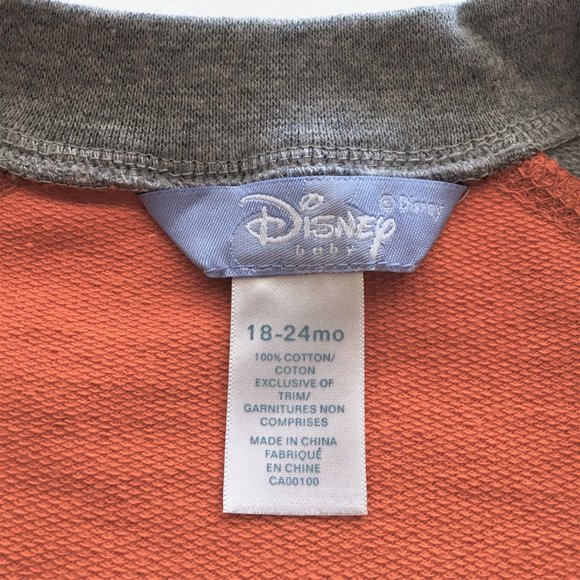 Disney
© Disney
baby
18-24mo
100% COTTON/
COTON
EXCLUSIVE OF
TRIM/
GARNITURES NON
COMPRISES
MADE IN CHINA
FABRIQUÉ
EN CHINE
CA00100